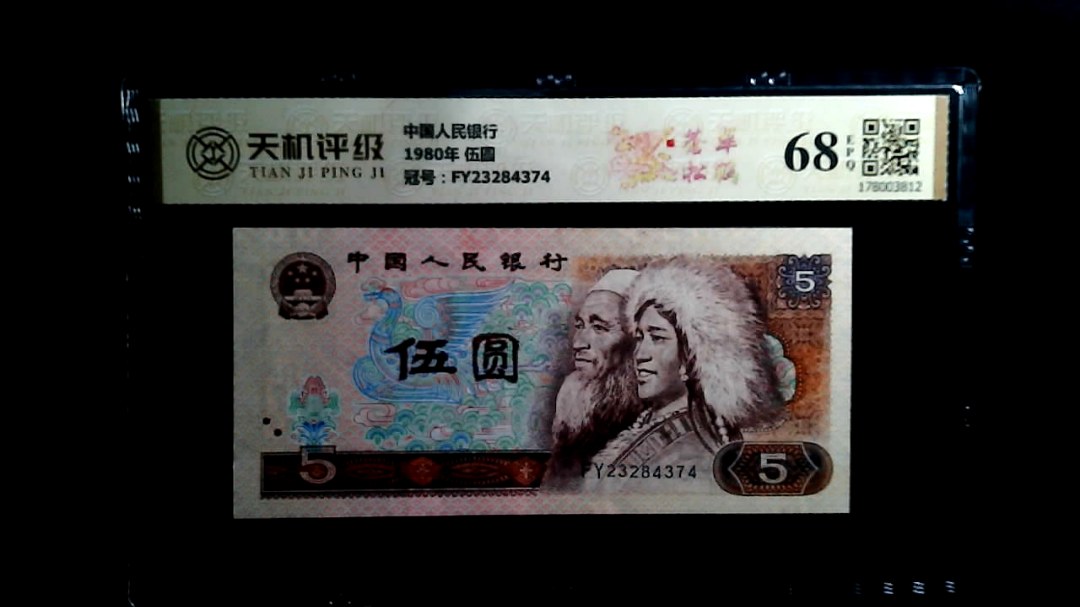 天机评级
TIAN JI PING JI
中国人民银行
1980年 伍圆
冠号：FY23284374
苍松
68
EPQ
178003812
中国人民银行
5
伍圆
5
FY23284374
5